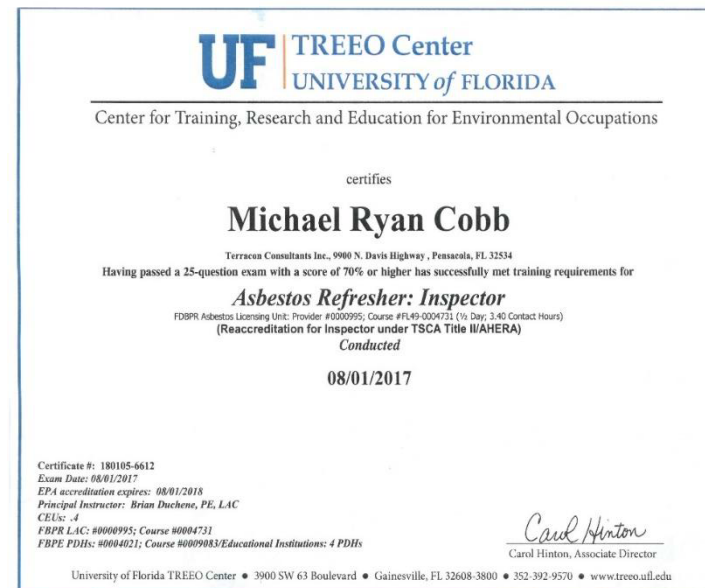 UF TREEO Center
UNIVERSITY of FLORIDA
Center for Training, Research and Education for Environmental Occupations
certifies
Michael Ryan Cobb
Terracon Consultants Inc., 9900 N. Davis Highway , Pensacola, FL 32534
Having passed a 25-question exam with a score of 70% or higher has successfully met training requirements for
Asbestos Refresher: Inspector
FDBPR Asbestos Licensing Unit: Provider #0000995; Course #FL49-0004731 (½ Day; 3.40 Contact Hours)
(Reaccreditation for Inspector under TSCA Title II/AHERA)
Conducted
08/01/2017
Certificate #: 180105-6612
Exam Date: 08/01/2017
EPA accreditation expires: 08/01/2018
Principal Instructor: Brian Duchene, PE, LAC
CEUs: .4
FBPR LAC: #0000995; Course #0004731
FBPE PDHs: #0004021; Course #0009083/Educational Institutions: 4 PDHs
Carol Hinton
Carol Hinton, Associate Director
University of Florida TREEO Center ● 3900 SW 63 Boulevard ● Gainesville, FL 32608-3800 ● 352-392-9570 ● www.treeo.ufl.edu